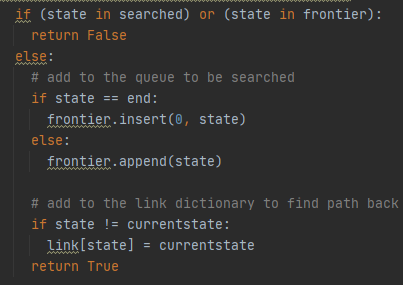 if (state in searched) or (state in frontier):
  return False
else:
  # add to the queue to be searched
  if state == end:
    frontier.insert(0, state)
  else:
    frontier.append(state)

  # add to the link dictionary to find path back
  if state != currentstate:
    link[state] = currentstate
  return True